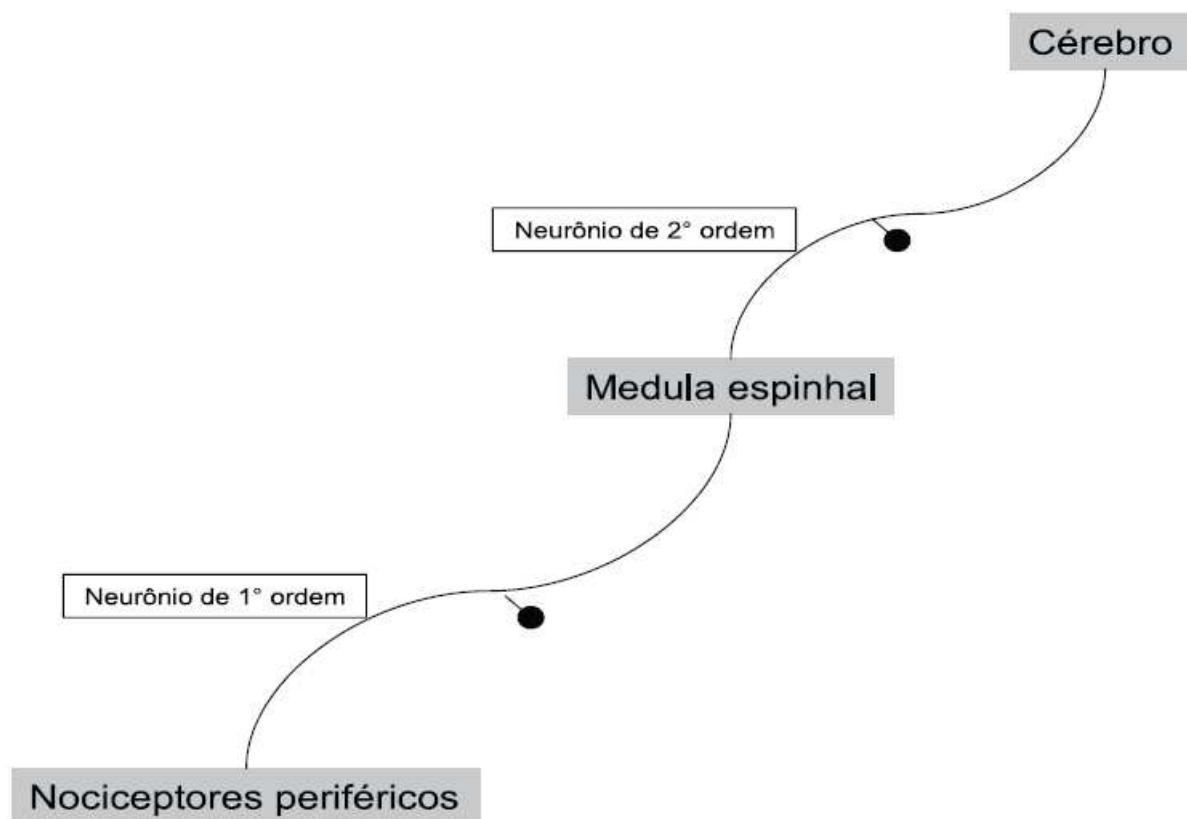 Cérebro
Neurônio de 2° ordem
Medula espinhal
Neurônio de 1° ordem
Nociceptores periféricos